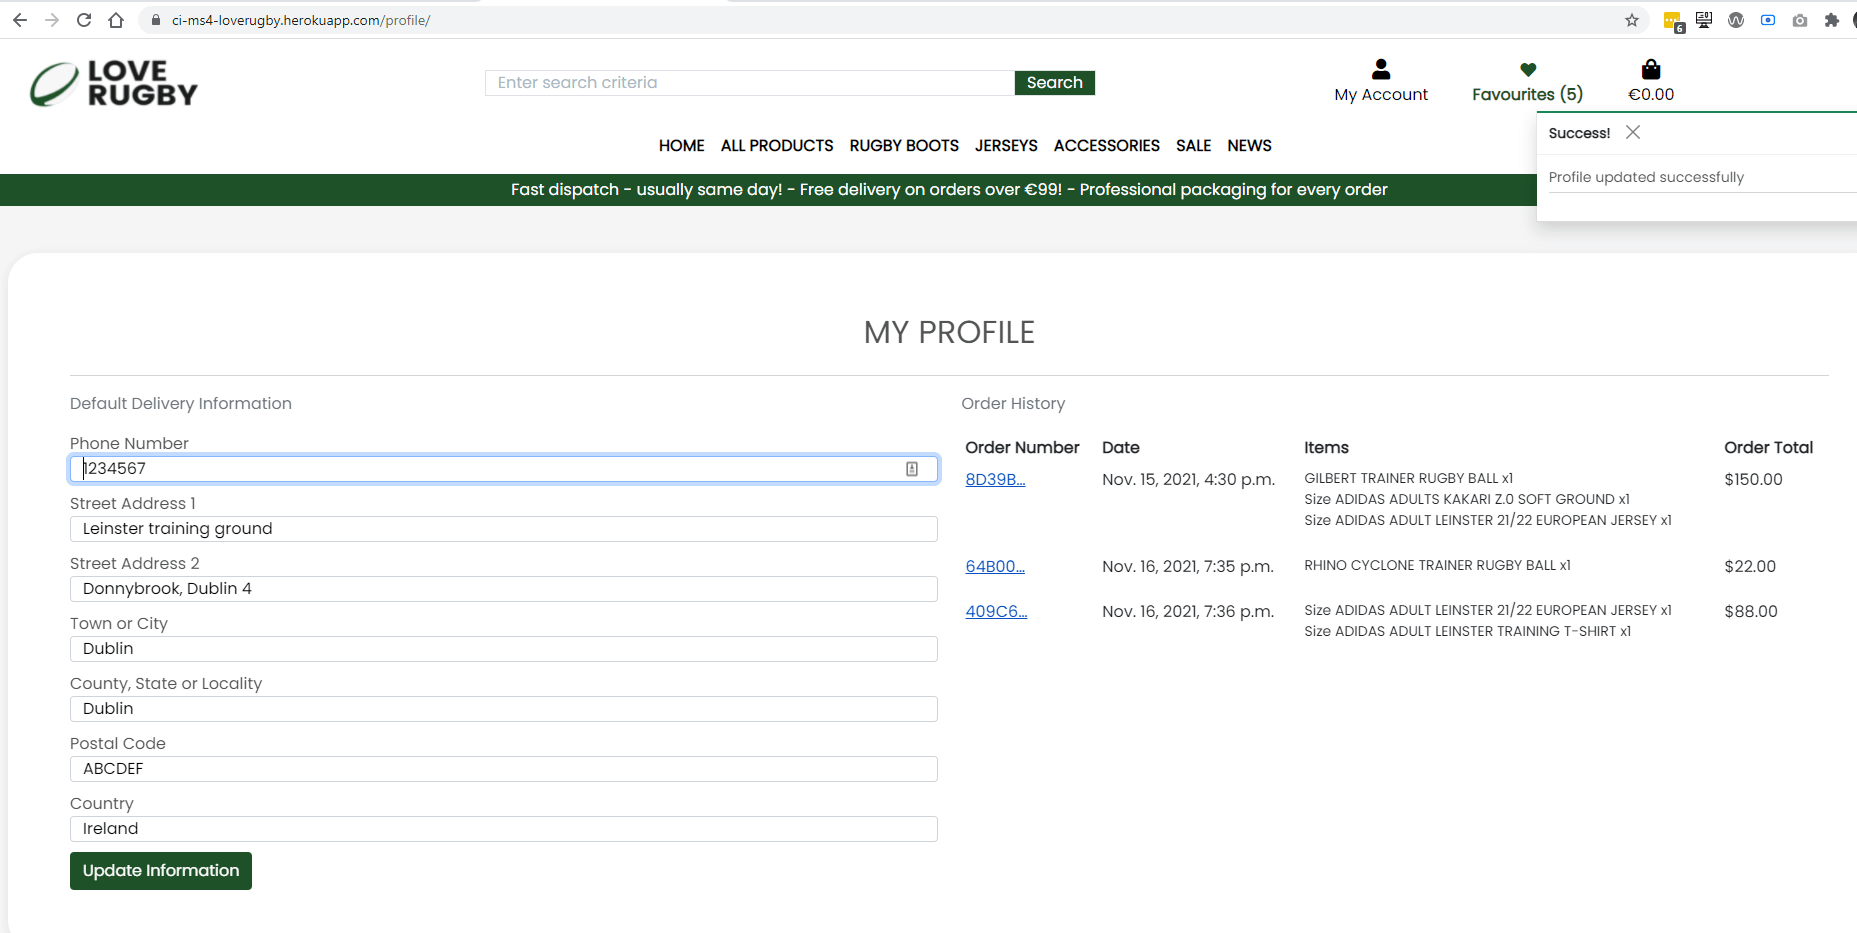 ci-ms4-loverugby.herokuapp.com/profile/
6
LOVE
RUGBY
Enter search criteria
Search
My Account
Favourites (5)
€0.00
HOME ALL PRODUCTS RUGBY BOOTS JERSEYS ACCESSORIES SALE NEWS
Success!
Profile updated successfully
Fast dispatch - usually same day! - Free delivery on orders over €99! - Professional packaging for every order
MY PROFILE
Default Delivery Information
Phone Number
1234567
Street Address 1
Leinster training ground
Street Address 2
Donnybrook, Dublin 4
Town or City
Dublin
County, State or Locality
Dublin
Postal Code
ABCDEF
Country
Ireland
Update Information
Order History
Order Number Date Items Order Total
8D39B... Nov. 15, 2021, 4:30 p.m. GILBERT TRAINER RUGBY BALL x1 $150.00
Size ADIDAS ADULTS KAKARI Z.0 SOFT GROUND x1
Size ADIDAS ADULT LEINSTER 21/22 EUROPEAN JERSEY x1
64B00... Nov. 16, 2021, 7:35 p.m. RHINO CYCLONE TRAINER RUGBY BALL x1 $22.00
409C6... Nov. 16, 2021, 7:36 p.m. Size ADIDAS ADULT LEINSTER 21/22 EUROPEAN JERSEY x1 $88.00
Size ADIDAS ADULT LEINSTER TRAINING T-SHIRT x1